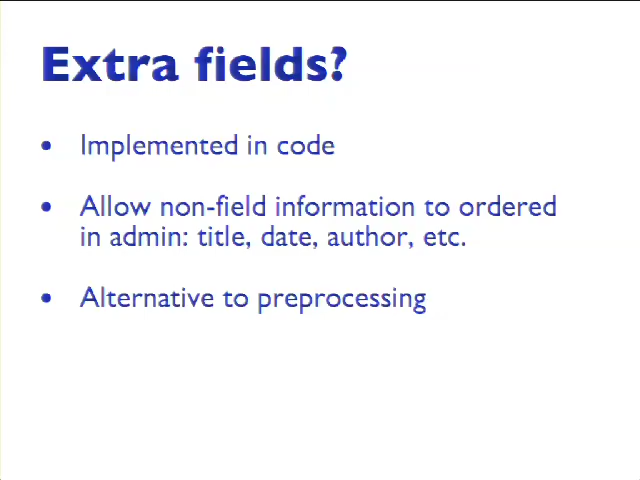 Extra fields?
• Implemented in code
• Allow non-field information to ordered
in admin: title, date, author, etc.
• Alternative to preprocessing